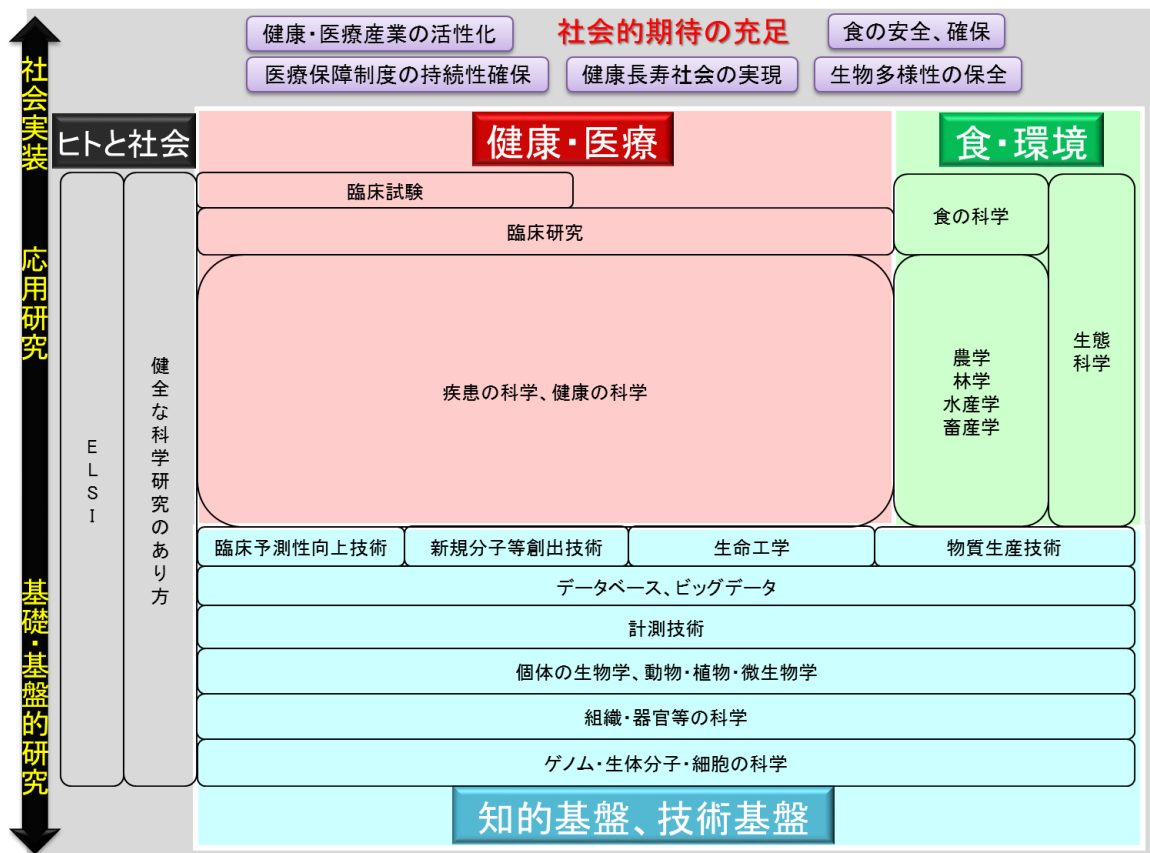 健康・医療産業の活性化
社会的期待の充足
食の安全、確保
医療保障制度の持続性確保
健康長寿社会の実現
生物多様性の保全
社会実装
応用研究
基礎・基盤的研究
ヒトと社会
健康・医療
食・環境
ELSI
健全な科学研究のあり方
臨床試験
臨床研究
疾患の科学、健康の科学
食の科学
農学
林学
水産学
畜産学
生態
科学
臨床予測性向上技術
新規分子等創出技術
生命工学
物質生産技術
データベース、ビッグデータ
計測技術
個体の生物学、動物・植物・微生物学
組織・器官等の科学
ゲノム・生体分子・細胞の科学
知的基盤、技術基盤